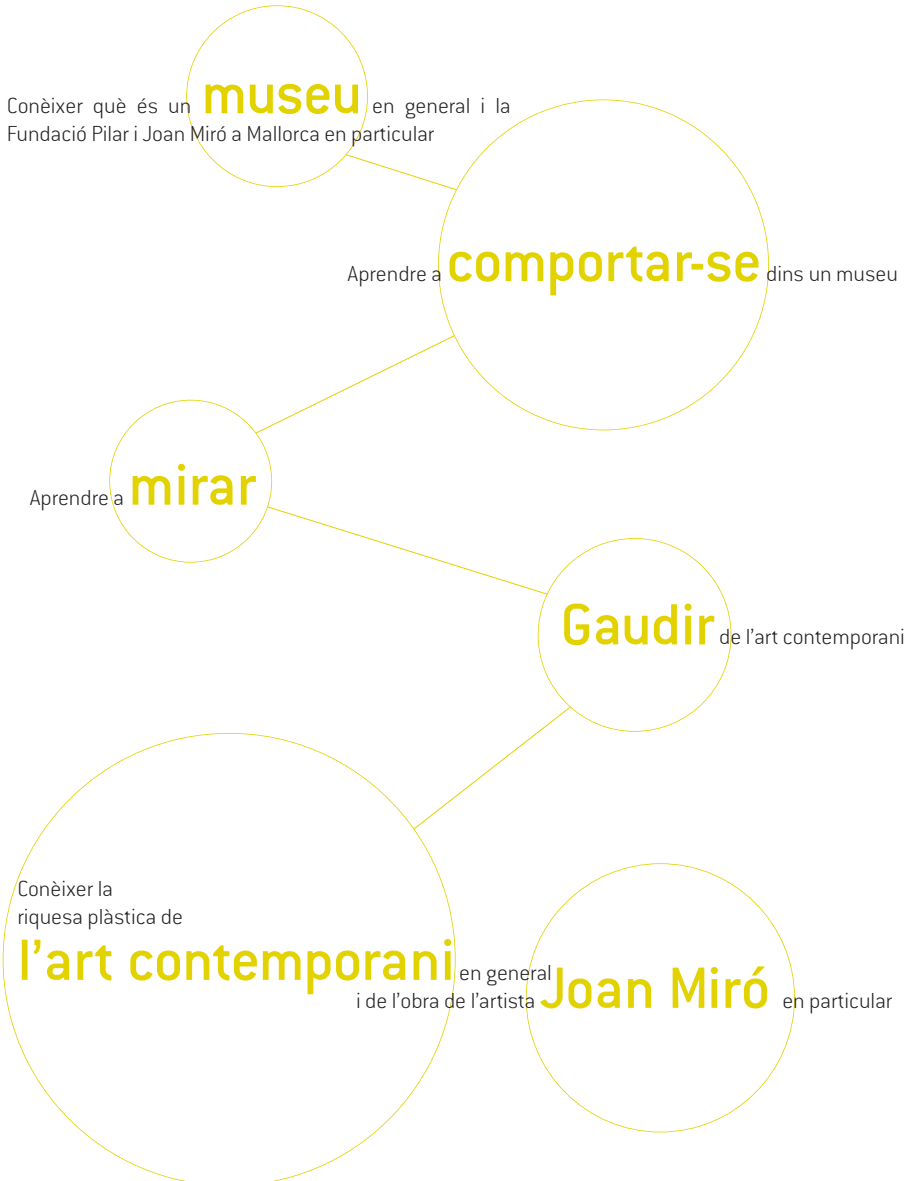 Conèixer què és un museu en general i la
Fundació Pilar i Joan Miró a Mallorca en particular
Aprendre a comportar-se dins un museu
Aprendre a mirar
Gaudir de l’art contemporani
Conèixer la
riquesa plàstica de
l’art contemporani en general
i de l’obra de l’artista Joan Miró en particular